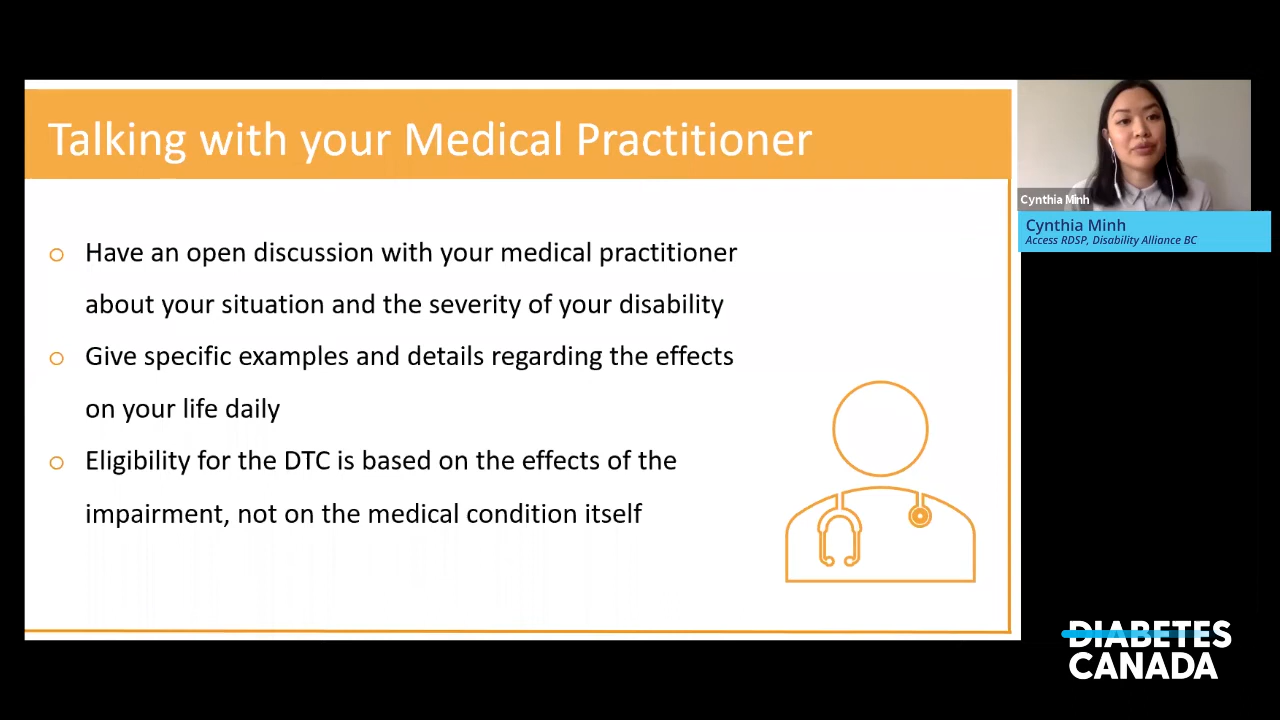 Talking with your Medical Practitioner
o Have an open discussion with your medical practitioner
about your situation and the severity of your disability
o Give specific examples and details regarding the effects
on your life daily
o Eligibility for the DTC is based on the effects of the
impairment, not on the medical condition itself
Cynthia Minh
Cynthia Minh
Access RDSP, Disability Alliance BC
DIABETES
CANADA